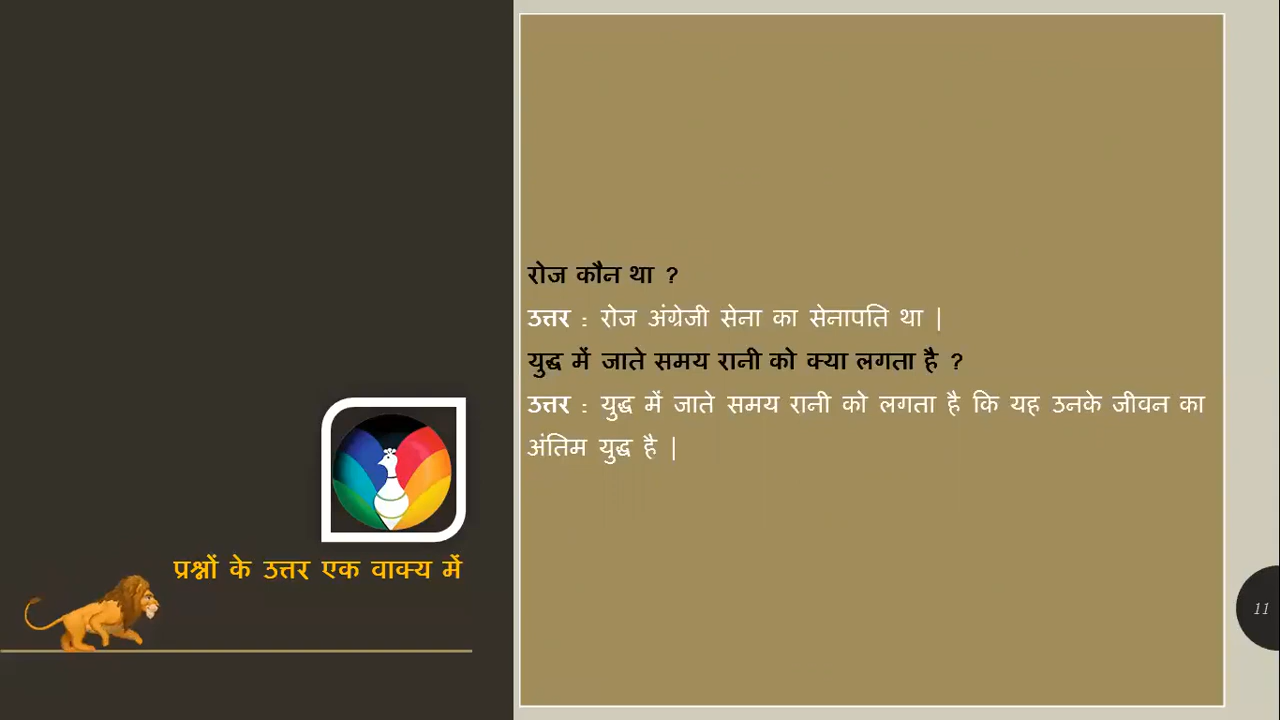 रोज कौन था ?
उत्तर : रोज अंग्रेजी सेना का सेनापति था |
युद्ध में जाते समय रानी को क्या लगता है ?
उत्तर : युद्ध में जाते समय रानी को लगता है कि यह उनके जीवन का
अंतिम युद्ध है |
प्रश्नों के उत्तर एक वाक्य में
11